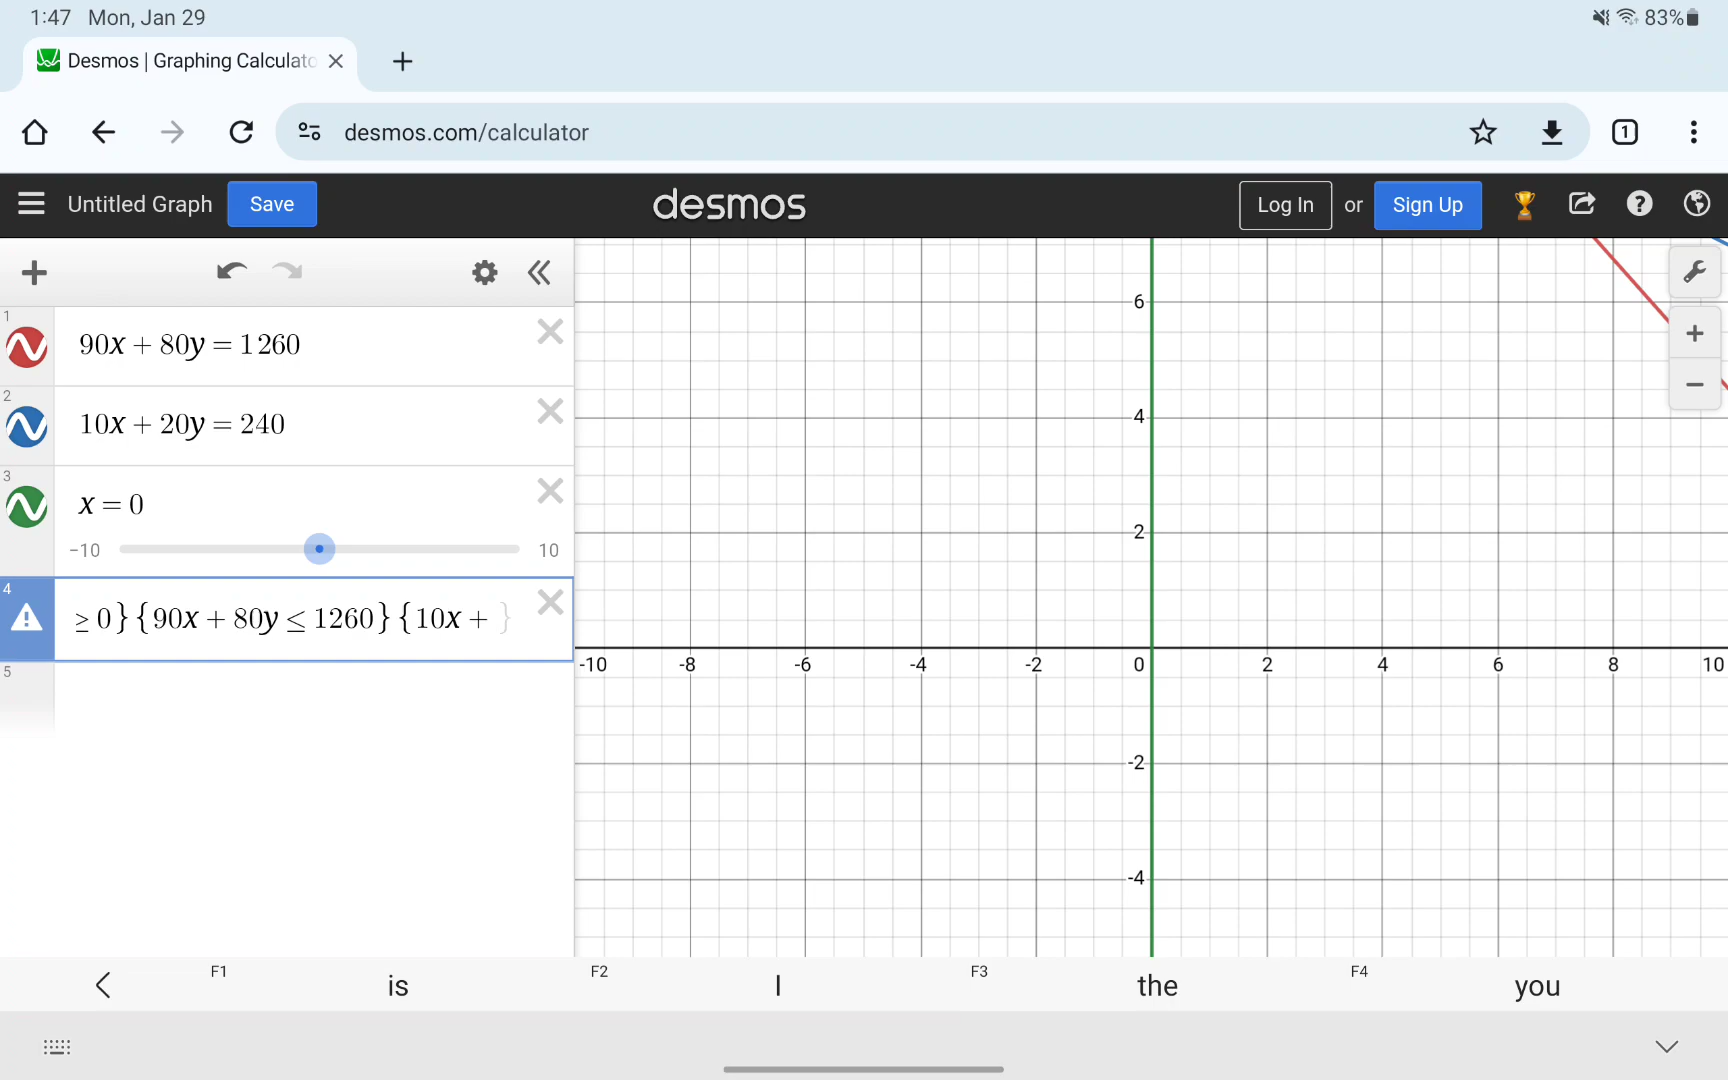 1:47 Mon, Jan 29
83%
Desmos | Graphing Calculato
desmos.com/calculator
1
Untitled Graph
Save
desmos
Log In
or
Sign Up
1
90x + 80y = 1260
2
10x + 20y = 240
3
x = 0
-10
10
4
≥ 0}{90x + 80y ≤ 1260}{10x + }
5
6
4
2
-10 -8 -6 -4 -2 0 2 4 6 8 10
-2
-4
F1 is F2 I F3 the F4 you